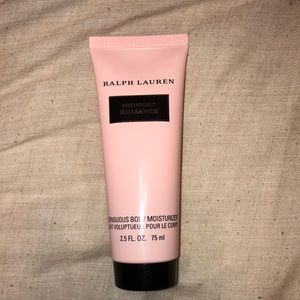 RALPH LAUREN
MIDNIGHT
ROMANCE
SENSUOUS BODY MOISTURIZER
LAIT VOLUPTUEUX POUR LE CORPS
2.5 FL. OZ. 75 ml